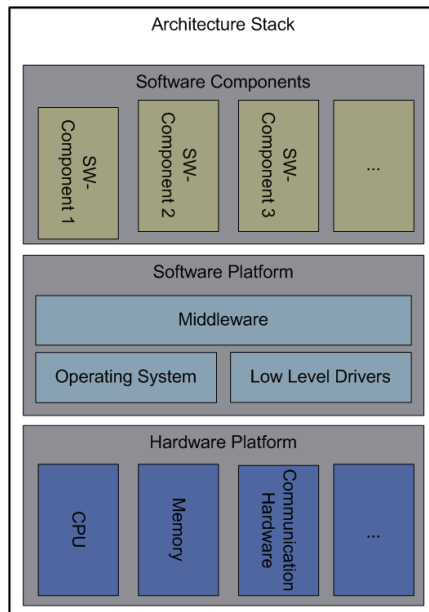 Architecture Stack
Software Components
SW-
Component 1
SW-
Component 2
SW-
Component 3
...
Software Platform
Middleware
Operating System
Low Level Drivers
Hardware Platform
CPU
Memory
Communication
Hardware
...